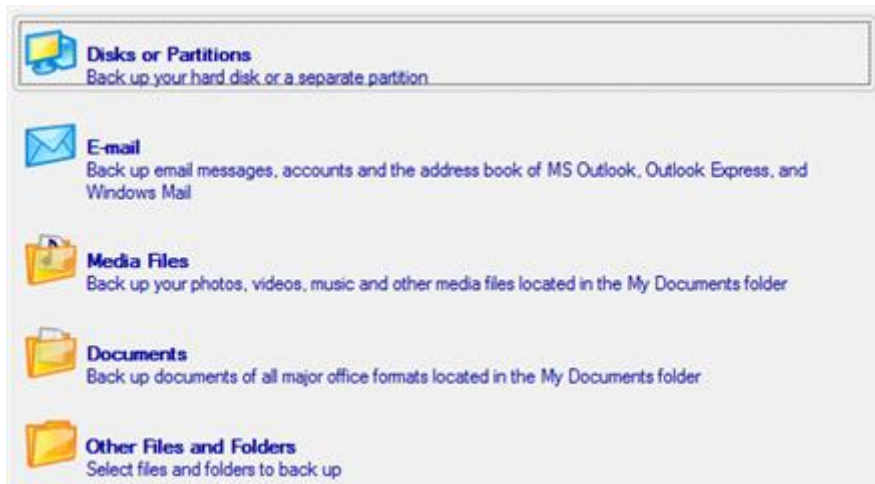 Disks or Partitions
Back up your hard disk or a separate partition
E-mail
Back up email messages, accounts and the address book of MS Outlook, Outlook Express, and
Windows Mail
Media Files
Back up your photos, videos, music and other media files located in the My Documents folder
Documents
Back up documents of all major office formats located in the My Documents folder
Other Files and Folders
Select files and folders to back up